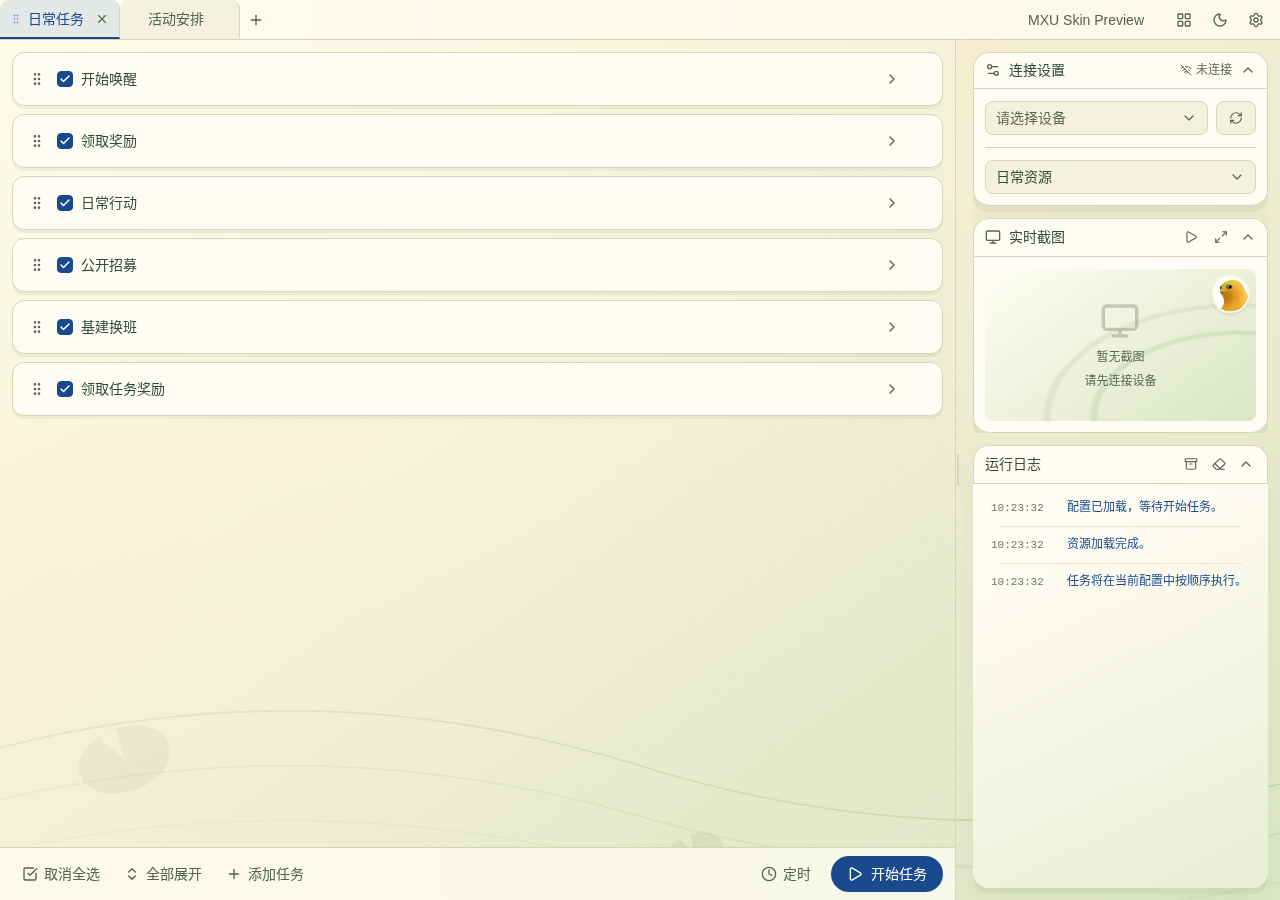 日常任务
活动安排
MXU Skin Preview
开始唤醒
领取奖励
日常行动
公开招募
基建换班
领取任务奖励
取消全选
全部展开
添加任务
定时
开始任务
连接设置
未连接
请选择设备
日常资源
实时截图
暂无截图
请先连接设备
运行日志
10:23:32 配置已加载，等待开始任务。
10:23:32 资源加载完成。
10:23:32 任务将在当前配置中按顺序执行。